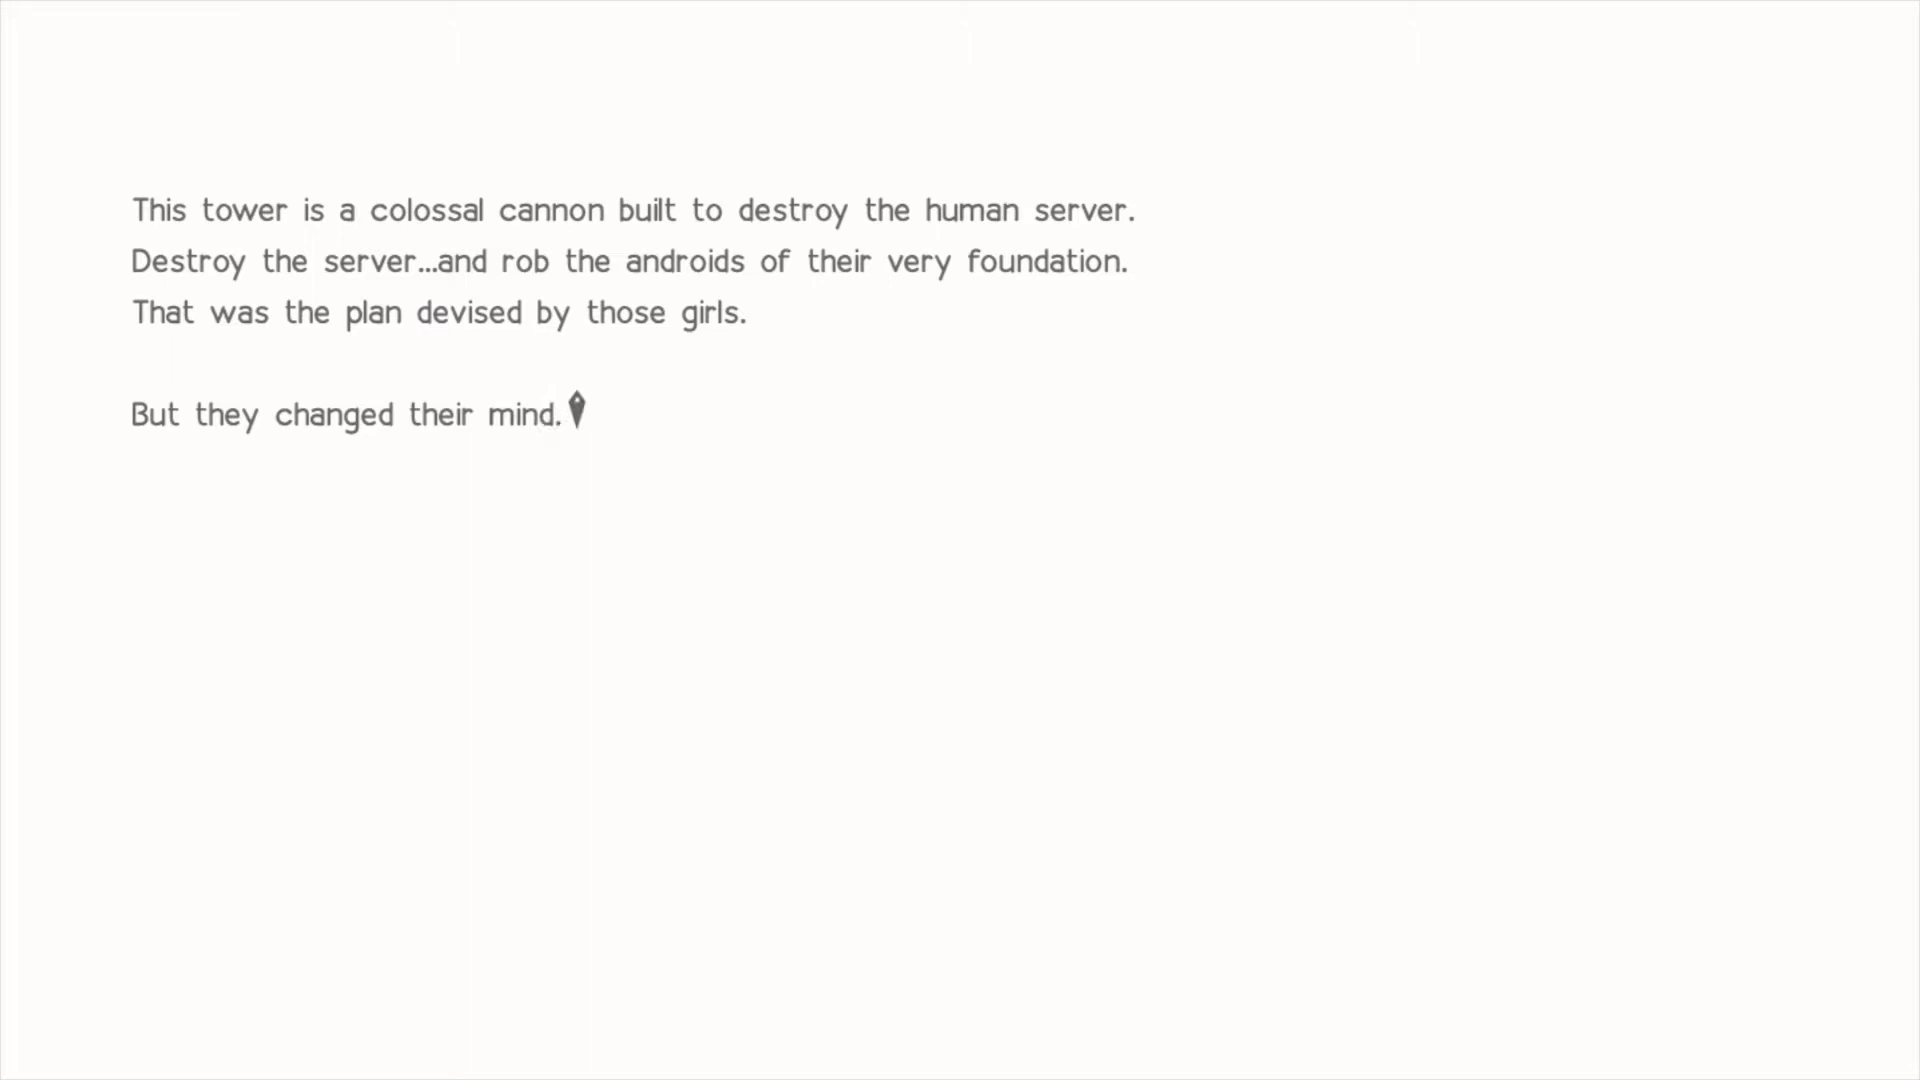 This tower is a colossal cannon built to destroy the human server.
Destroy the server...and rob the androids of their very foundation.
That was the plan devised by those girls.
But they changed their mind.